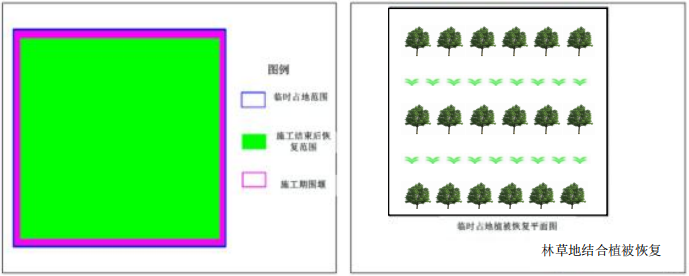 图例
临时占地范围
施工结束后恢
复范围
施工期围堰
临时占地植被恢复平面图
林草地结合植被恢复